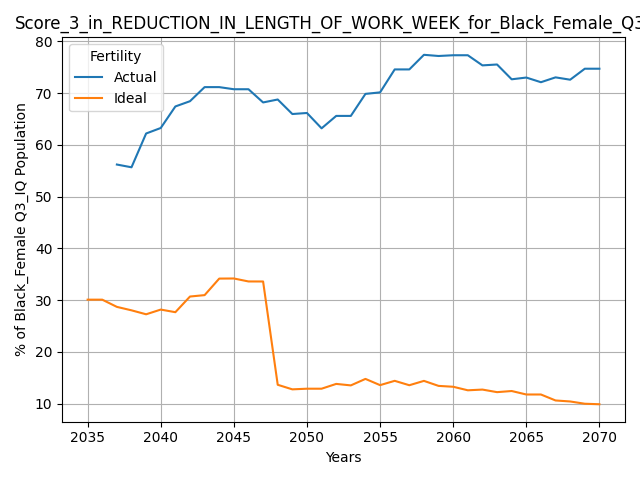 Score_3_in_REDUCTION_IN_LENGTH_OF_WORK_WEEK_for_Black_Female_Q3
Fertility
Actual
Ideal
% of Black_Female Q3_IQ Population
80
70
60
50
40
30
20
10
2035 2040 2045 2050 2055 2060 2065 2070
Years